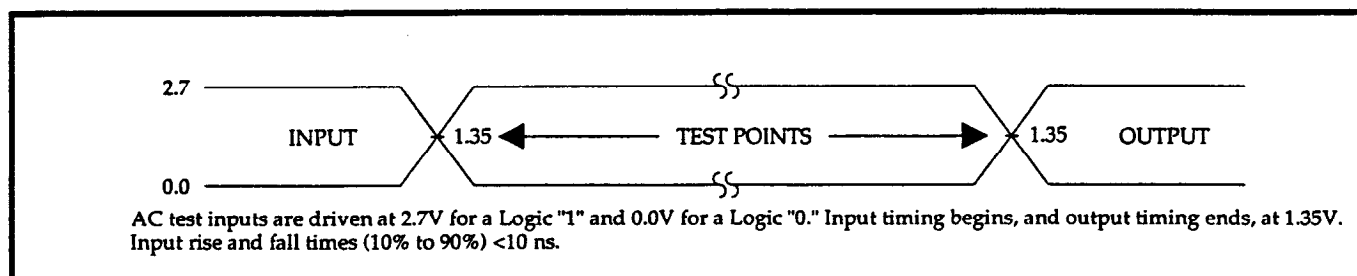 2.7
INPUT 1.35 TEST POINTS 1.35 OUTPUT
0.0
AC test inputs are driven at 2.7V for a Logic "1" and 0.0V for a Logic "0." Input timing begins, and output timing ends, at 1.35V.
Input rise and fall times (10% to 90%) <10 ns.